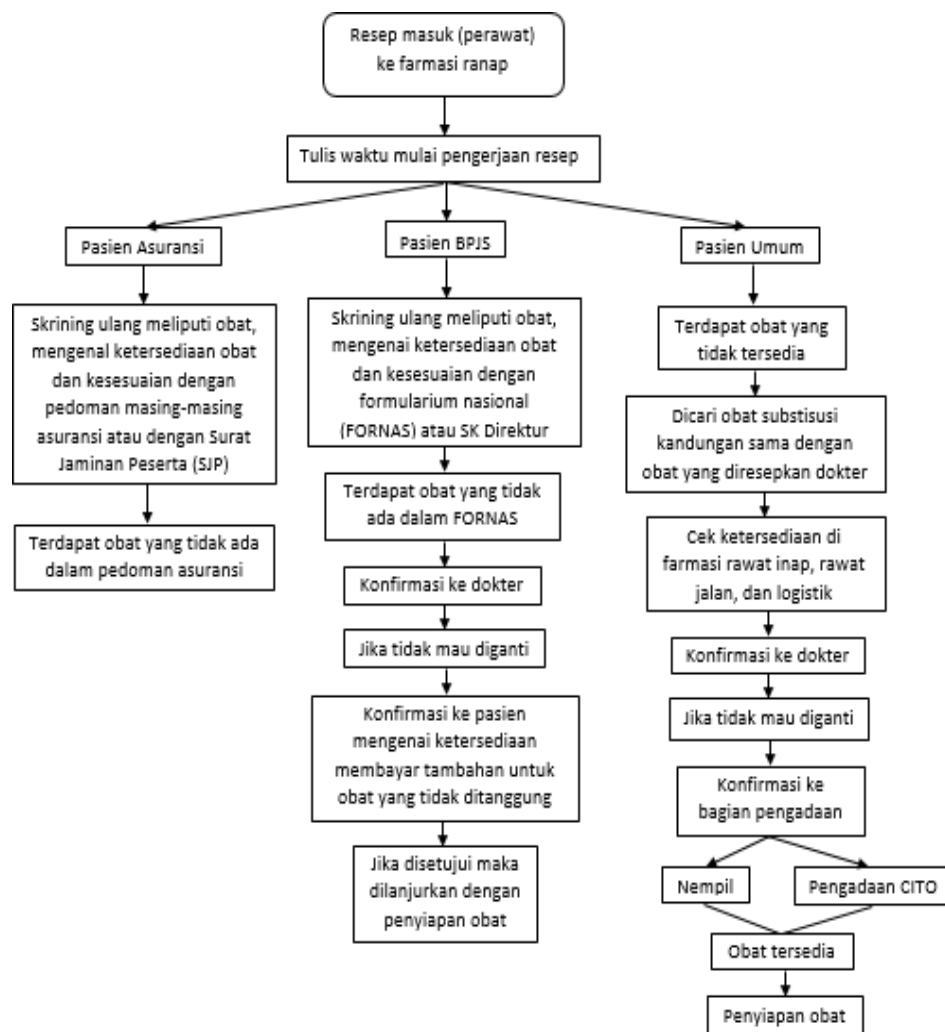 Resep masuk (perawat)
ke farmasi ranap
Tulis waktu mulai pengerjaan resep
Pasien Asuransi
Skrining ulang meliputi obat,
mengenal ketersediaan obat
dan kesesuaian dengan
pedoman masing-masing
asuransi atau dengan Surat
Jaminan Peserta (SJP)
Terdapat obat yang tidak ada
dalam pedoman asuransi
Pasien BPJS
Skrining ulang meliputi obat,
mengenai ketersediaan obat
dan kesesuaian dengan
formularium nasional
(FORNAS) atau SK Direktur
Terdapat obat yang tidak
ada dalam FORNAS
Konfirmasi ke dokter
Jika tidak mau diganti
Konfirmasi ke pasien
mengenai ketersediaan
membayar tambahan untuk
obat yang tidak ditanggung
Jika disetujui maka
dilanjurkan dengan
penyiapan obat
Pasien Umum
Terdapat obat yang
tidak tersedia
Dicari obat substisusi
kandungan sama dengan
obat yang diresepkan dokter
Cek ketersediaan di
farmasi rawat inap, rawat
jalan, dan logistik
Konfirmasi ke dokter
Jika tidak mau diganti
Konfirmasi ke
bagian pengadaan
Nempil
Pengadaan CITO
Obat tersedia
Penyiapan obat